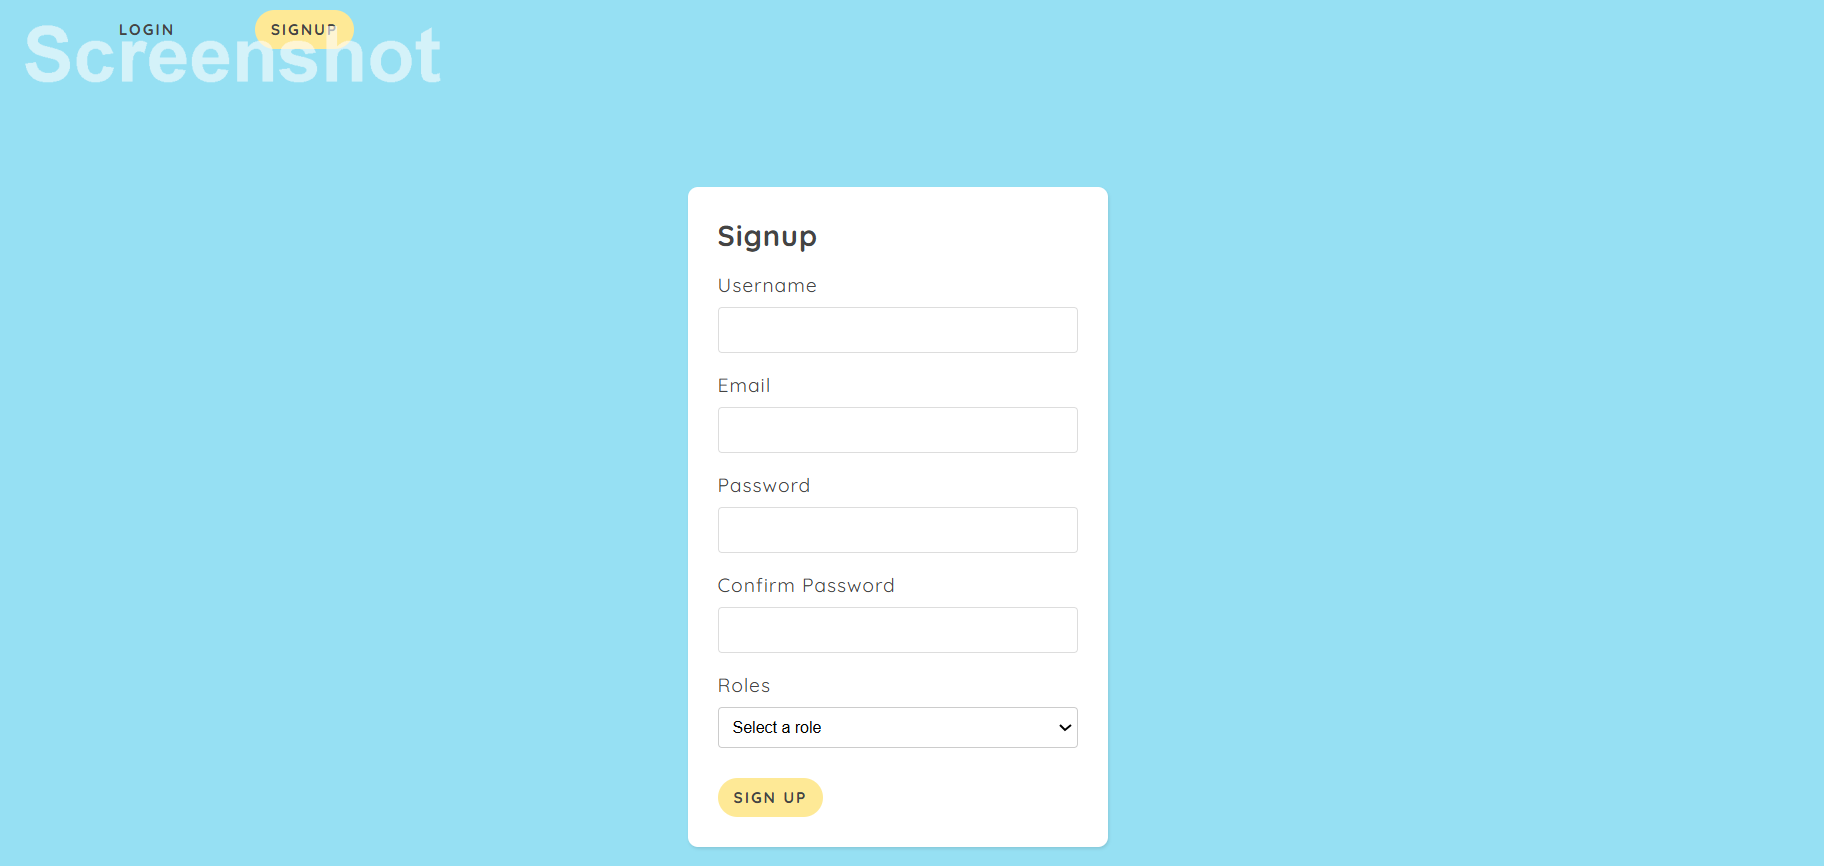 LOGIN
SIGNUP
Screenshot
Signup
Username
Email
Password
Confirm Password
Roles
Select a role
SIGN UP